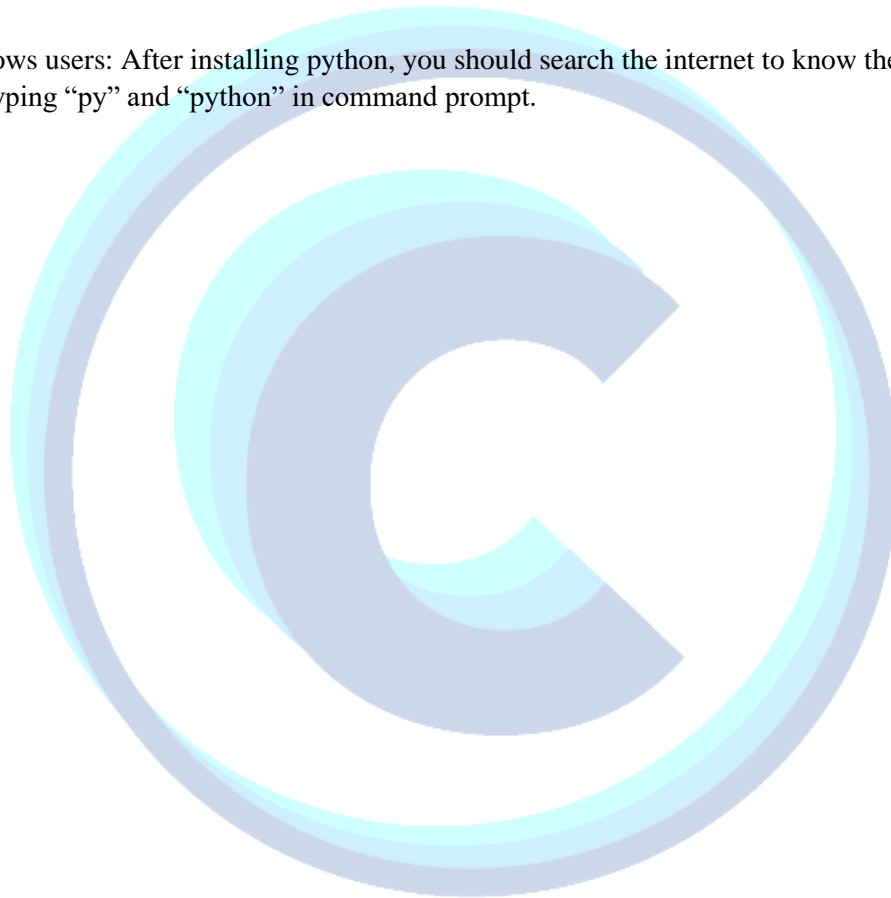 ows users: After installing python, you should search the internet to know the
yping “py” and “python” in command prompt.